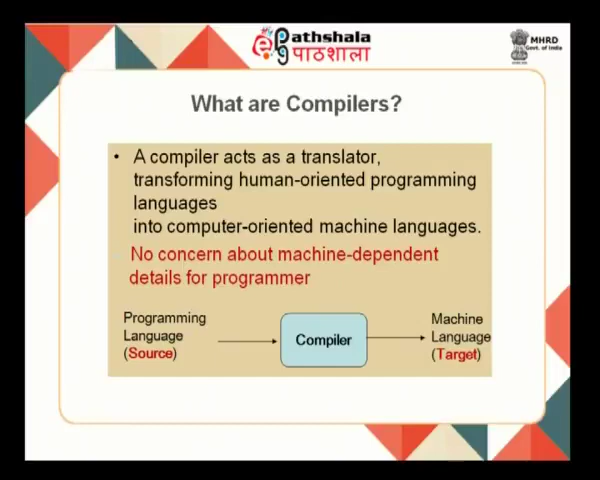 Pathshala
पाठशाला
MHRD
Govt. of India
What are Compilers?
• A compiler acts as a translator,
transforming human-oriented programming
languages
into computer-oriented machine languages.
No concern about machine-dependent
details for programmer
Programming
Language
(Source)
Compiler
Machine
Language
(Target)